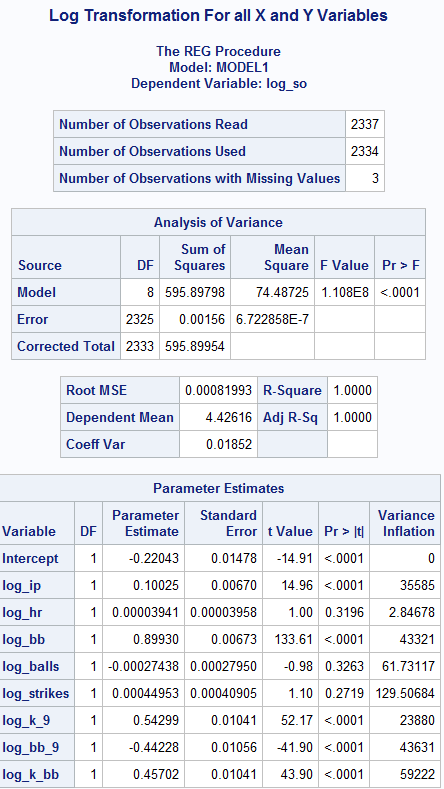 Log Transformation For all X and Y Variables
The REG Procedure
Model: MODEL1
Dependent Variable: log_so
Number of Observations Read 2337
Number of Observations Used 2334
Number of Observations with Missing Values 3
Analysis of Variance
Source DF Sum of Squares Mean Square F Value Pr > F
Model 8 595.89798 74.48725 1.108E8 <.0001
Error 2325 0.00156 6.722858E-7
Corrected Total 2333 595.89954
Root MSE 0.00081993 R-Square 1.0000
Dependent Mean 4.42616 Adj R-Sq 1.0000
Coeff Var 0.01852
Parameter Estimates
Variable DF Parameter Estimate Standard Error t Value Pr > |t| Variance Inflation
Intercept 1 -0.22043 0.01478 -14.91 <.0001 0
log_ip 1 0.10025 0.00670 14.96 <.0001 35585
log_hr 1 0.00003941 0.00003958 1.00 0.3196 2.84678
log_bb 1 0.89930 0.00673 133.61 <.0001 43321
log_balls 1 -0.00027438 0.00027950 -0.98 0.3263 61.73117
log_strikes 1 0.00044953 0.00040905 1.10 0.2719 129.50684
log_k_9 1 0.54299 0.01041 52.17 <.0001 23880
log_bb_9 1 -0.44228 0.01056 -41.90 <.0001 43631
log_k_bb 1 0.45702 0.01041 43.90 <.0001 59222